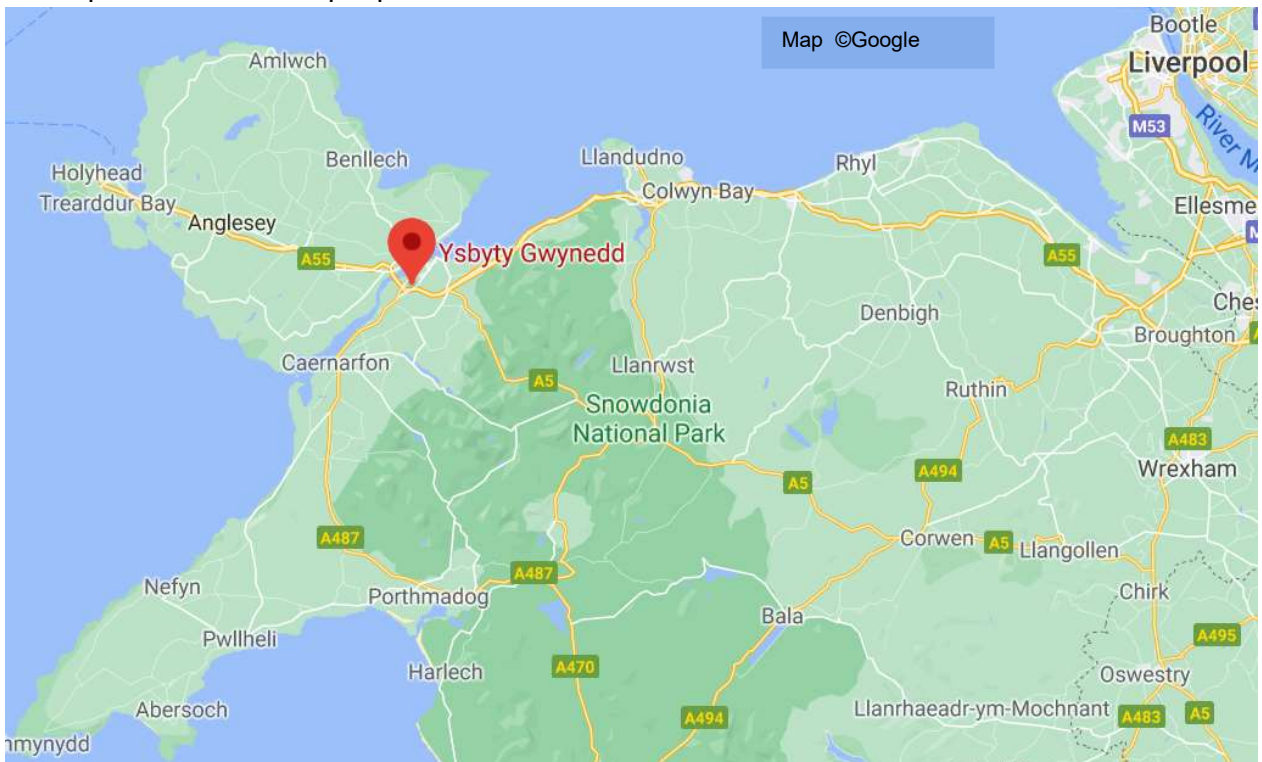 Map ©Google
Bootle
Liverpool
Amlwch
M53
River M
Benllech
Llandudno
Rhyl
Holyhead
Colwyn Bay
Trearddur Bay
Ellesme
Anglesey
M
Ysbyty Gwynedd
A55
A55
Ches
Denbigh
Broughton
Caernarfon
Llanrwst
A5
Ruthin
Snowdonia
National Park
A483
Wrexham
A494
A5
A487
Corwen
A5
Llangollen
A487
Nefyn
Porthmadog
Chirk
Bala
Pwllheli
A495
Harlech
A470
Oswestry
Abersoch
Llanrhaeadr-ym-Mochnant
A494
A483
A5
mynydd